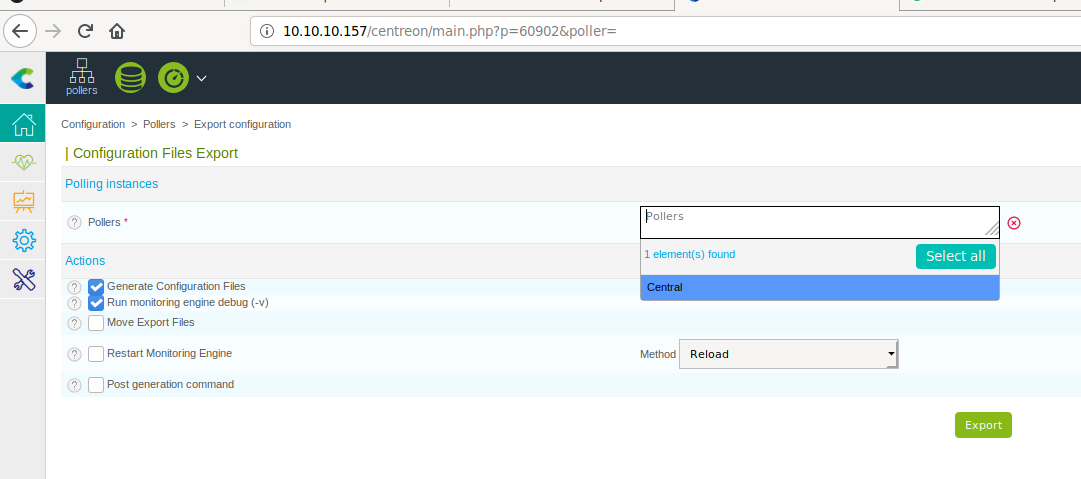 10.10.10.157/centreon/main.php?p=60902&poller=
pollers
Configuration > Pollers > Export configuration
| Configuration Files Export
Polling instances
? Pollers *
Pollers
1 element(s) found
Select all
Central
Actions
? Generate Configuration Files
? Run monitoring engine debug (-v)
? Move Export Files
? Restart Monitoring Engine Method Reload
? Post generation command
Export